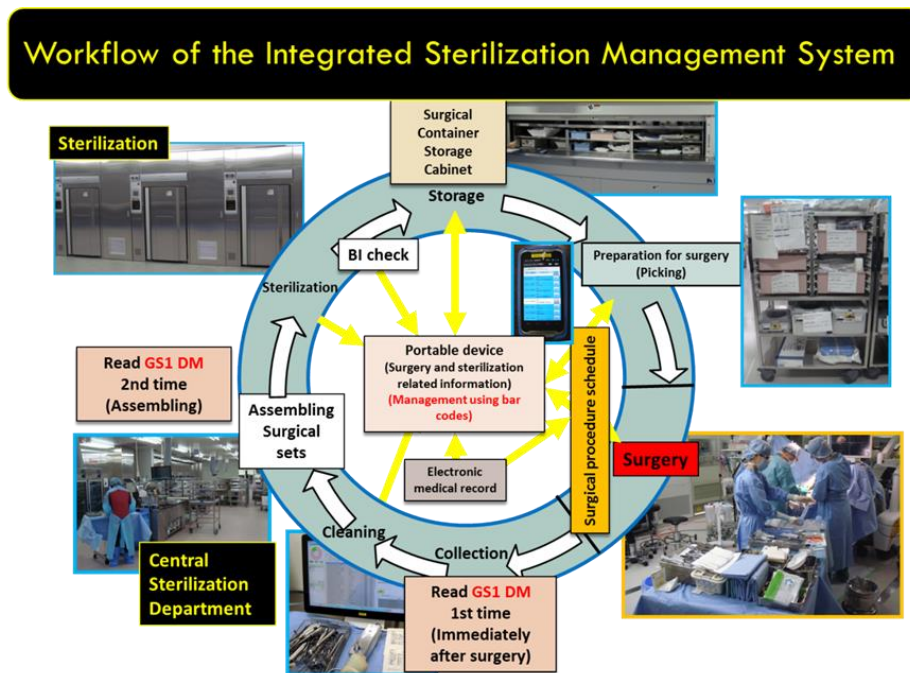 Workflow of the Integrated Sterilization Management System
Surgical
Container
Storage
Cabinet
Sterilization
Storage
BI check
Preparation for surgery
(Picking)
Sterilization
Portable device
(Surgery and sterilization
related information)
(Management using bar
codes)
Read GS1 DM
2nd time
(Assembling)
Assembling
Surgical
sets
Surgical procedure schedule
Surgery
Electronic
medical record
Cleaning
Collection
Central
Sterilization
Department
Read GS1 DM
1st time
(Immediately
after surgery)